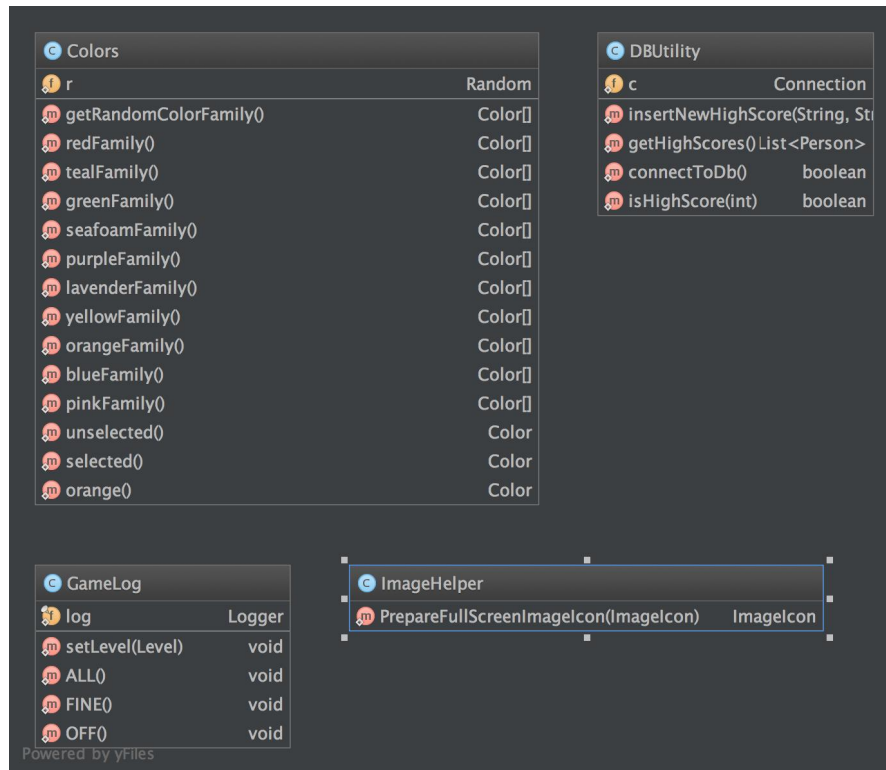 C Colors
f r Random
m getRandomColorFamily() Color[]
m redFamily() Color[]
m tealFamily() Color[]
m greenFamily() Color[]
m seafoamFamily() Color[]
m purpleFamily() Color[]
m lavenderFamily() Color[]
m yellowFamily() Color[]
m orangeFamily() Color[]
m blueFamily() Color[]
m pinkFamily() Color[]
m unselected() Color
m selected() Color
m orange() Color
C DBUtility
f c Connection
m insertNewHighScore(String, Str
m getHighScores() List<Person>
m connectToDb() boolean
m isHighScore(int) boolean
C GameLog
f log Logger
m setLevel(Level) void
m ALL() void
m FINE() void
m OFF() void
C ImageHelper
m PrepareFullScreenImageIcon(ImageIcon) ImageIcon
Powered by yFiles